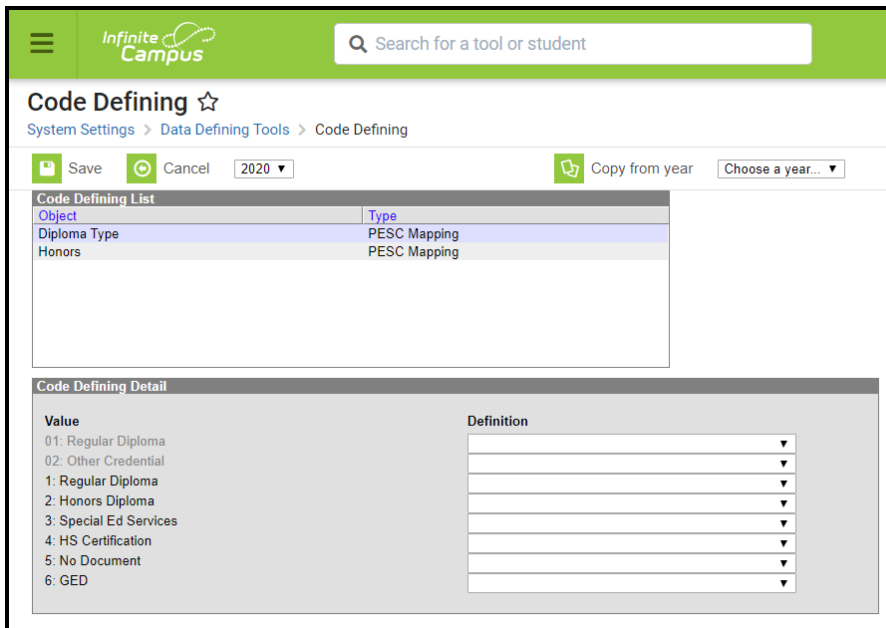 Infinite Campus
Search for a tool or student
Code Defining
System Settings > Data Defining Tools > Code Defining
Save Cancel 2020 Copy from year Choose a year...
Code Defining List
Object Type
Diploma Type PESC Mapping
Honors PESC Mapping
Code Defining Detail
Value Definition
01: Regular Diploma
02: Other Credential
1: Regular Diploma
2: Honors Diploma
3: Special Ed Services
4: HS Certification
5: No Document
6: GED